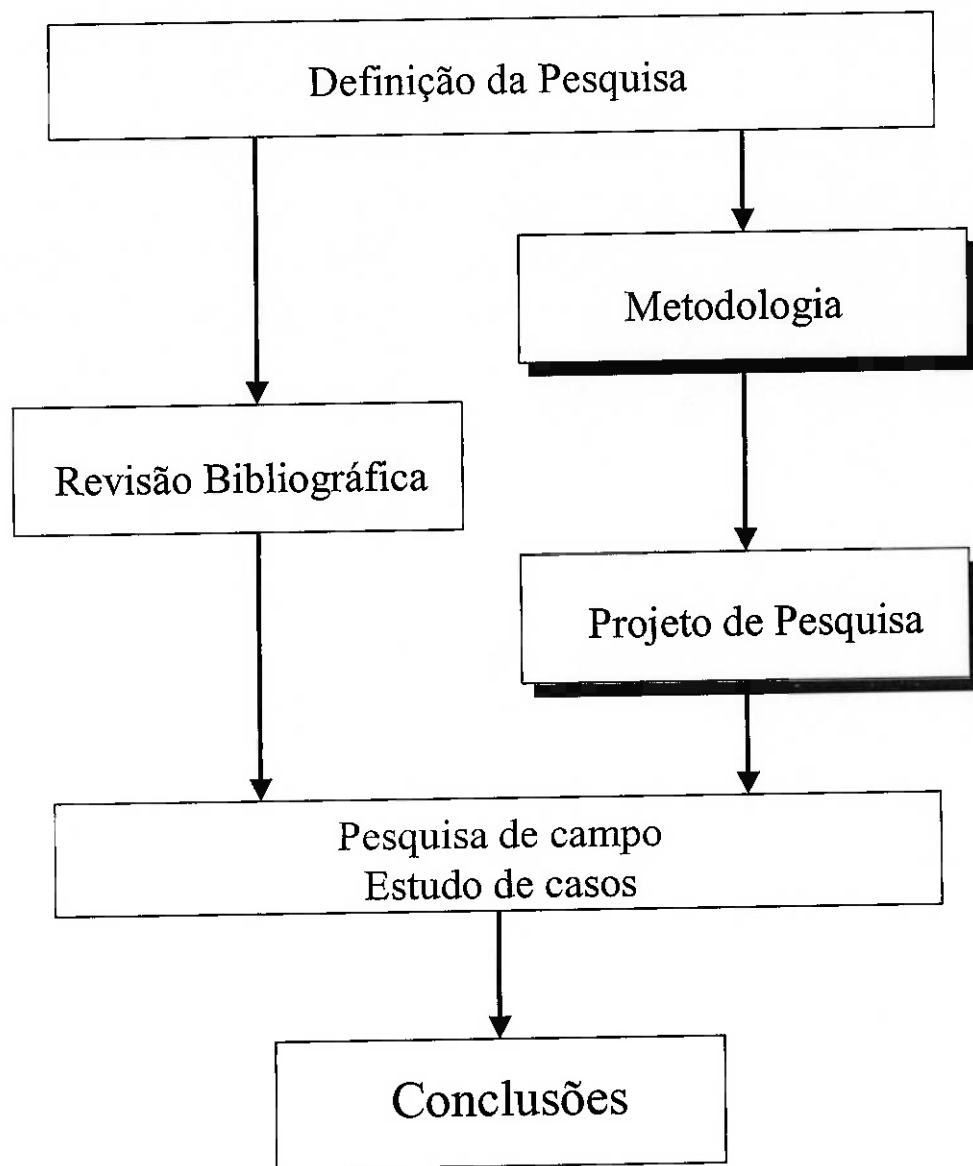 Definição da Pesquisa
Metodologia
Revisão Bibliográfica
Projeto de Pesquisa
Pesquisa de campo
Estudo de casos
Conclusões